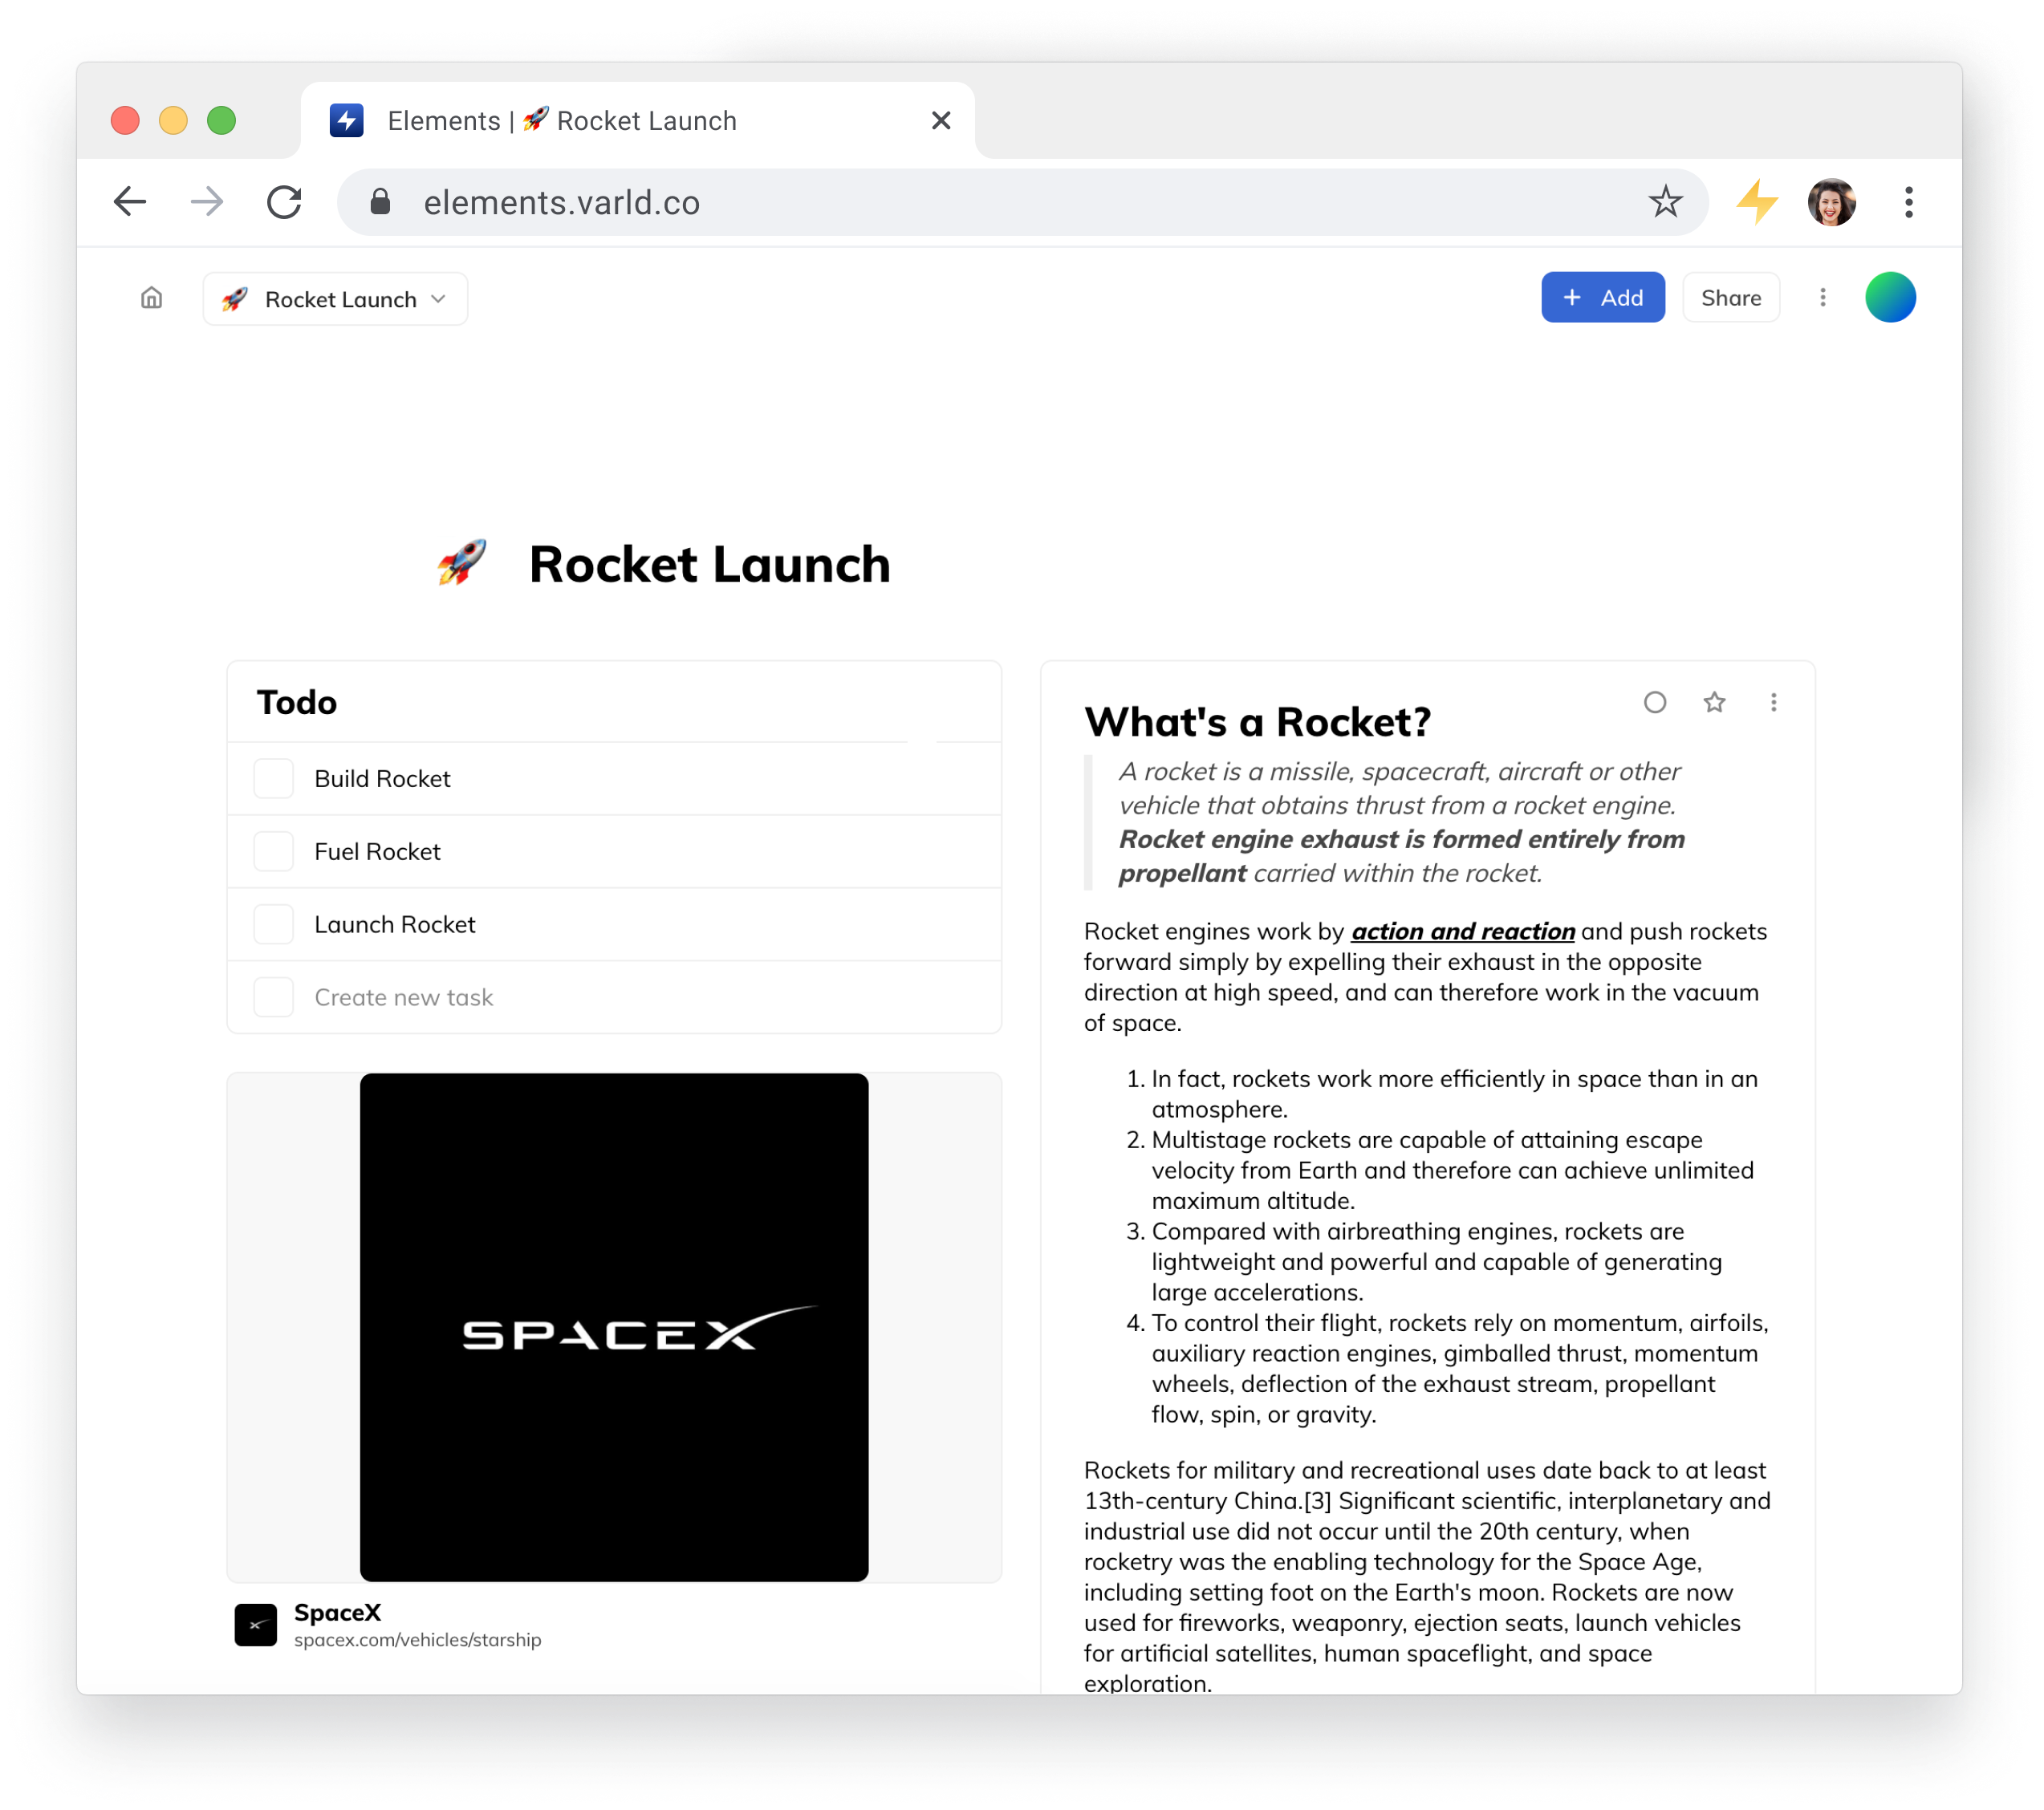 Elements | 🚀 Rocket Launch
elements.varld.co
🚀 Rocket Launch
+ Add
Share
🚀 Rocket Launch
Todo
Build Rocket
Fuel Rocket
Launch Rocket
Create new task
SPACEX
SpaceX
spacex.com/vehicles/starship
What's a Rocket?
A rocket is a missile, spacecraft, aircraft or other
vehicle that obtains thrust from a rocket engine.
Rocket engine exhaust is formed entirely from
propellant carried within the rocket.
Rocket engines work by action and reaction and push rockets
forward simply by expelling their exhaust in the opposite
direction at high speed, and can therefore work in the vacuum
of space.
1. In fact, rockets work more efficiently in space than in an
atmosphere.
2. Multistage rockets are capable of attaining escape
velocity from Earth and therefore can achieve unlimited
maximum altitude.
3. Compared with airbreathing engines, rockets are
lightweight and powerful and capable of generating
large accelerations.
4. To control their flight, rockets rely on momentum, airfoils,
auxiliary reaction engines, gimballed thrust, momentum
wheels, deflection of the exhaust stream, propellant
flow, spin, or gravity.
Rockets for military and recreational uses date back to at least
13th-century China.[3] Significant scientific, interplanetary and
industrial use did not occur until the 20th century, when
rocketry was the enabling technology for the Space Age,
including setting foot on the Earth's moon. Rockets are now
used for fireworks, weaponry, ejection seats, launch vehicles
for artificial satellites, human spaceflight, and space
exploration.